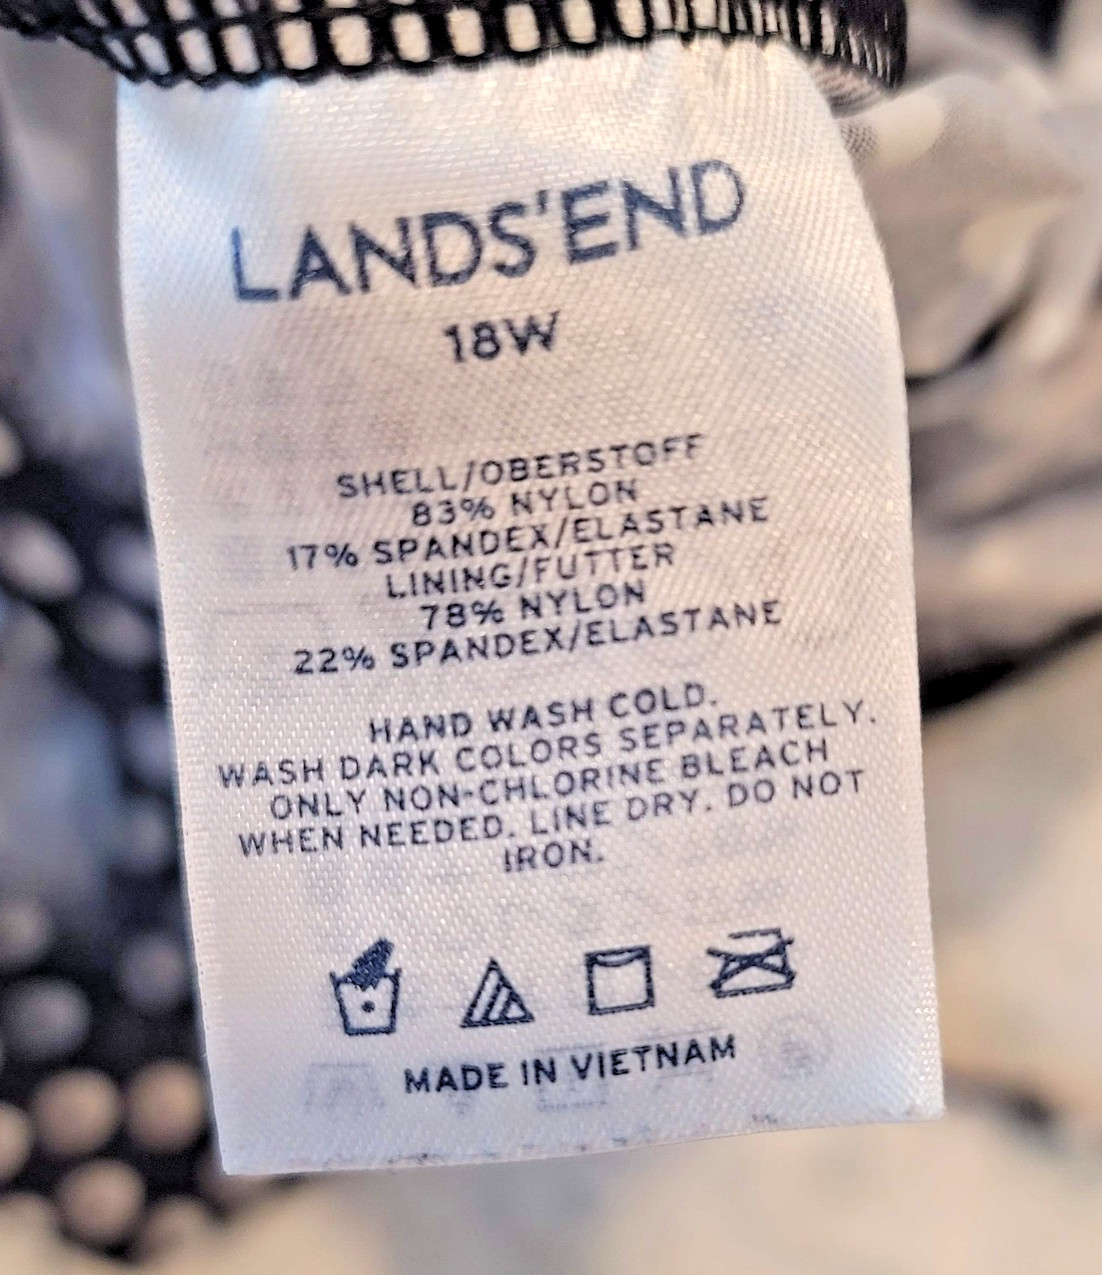 LANDS'END
18W
SHELL/OBERSTOFF
83% NYLON
17% SPANDEX/ELASTANE
LINING/FUTTER
78% NYLON
22% SPANDEX/ELASTANE
HAND WASH COLD.
WASH DARK COLORS SEPARATELY.
ONLY NON-CHLORINE BLEACH
WHEN NEEDED. LINE DRY. DO NOT
IRON.
MADE IN VIETNAM